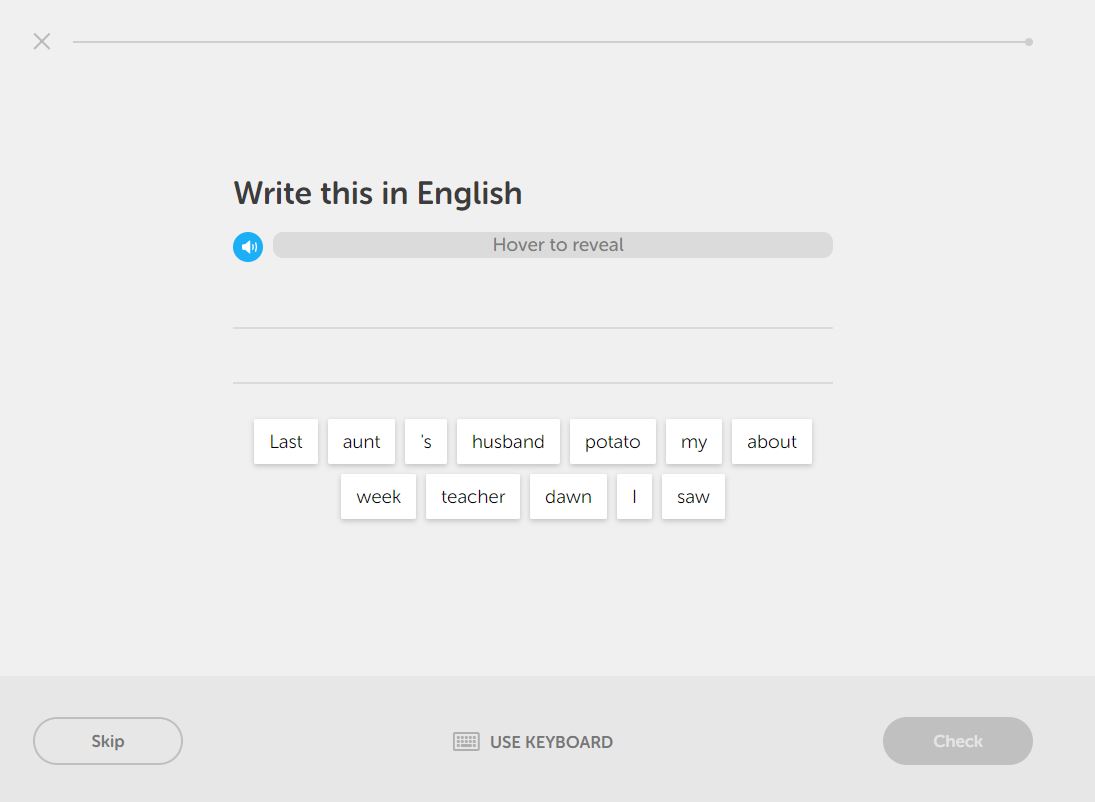 Write this in English
Hover to reveal
Last aunt 's husband potato my about
week teacher dawn I saw
Skip USE KEYBOARD Check